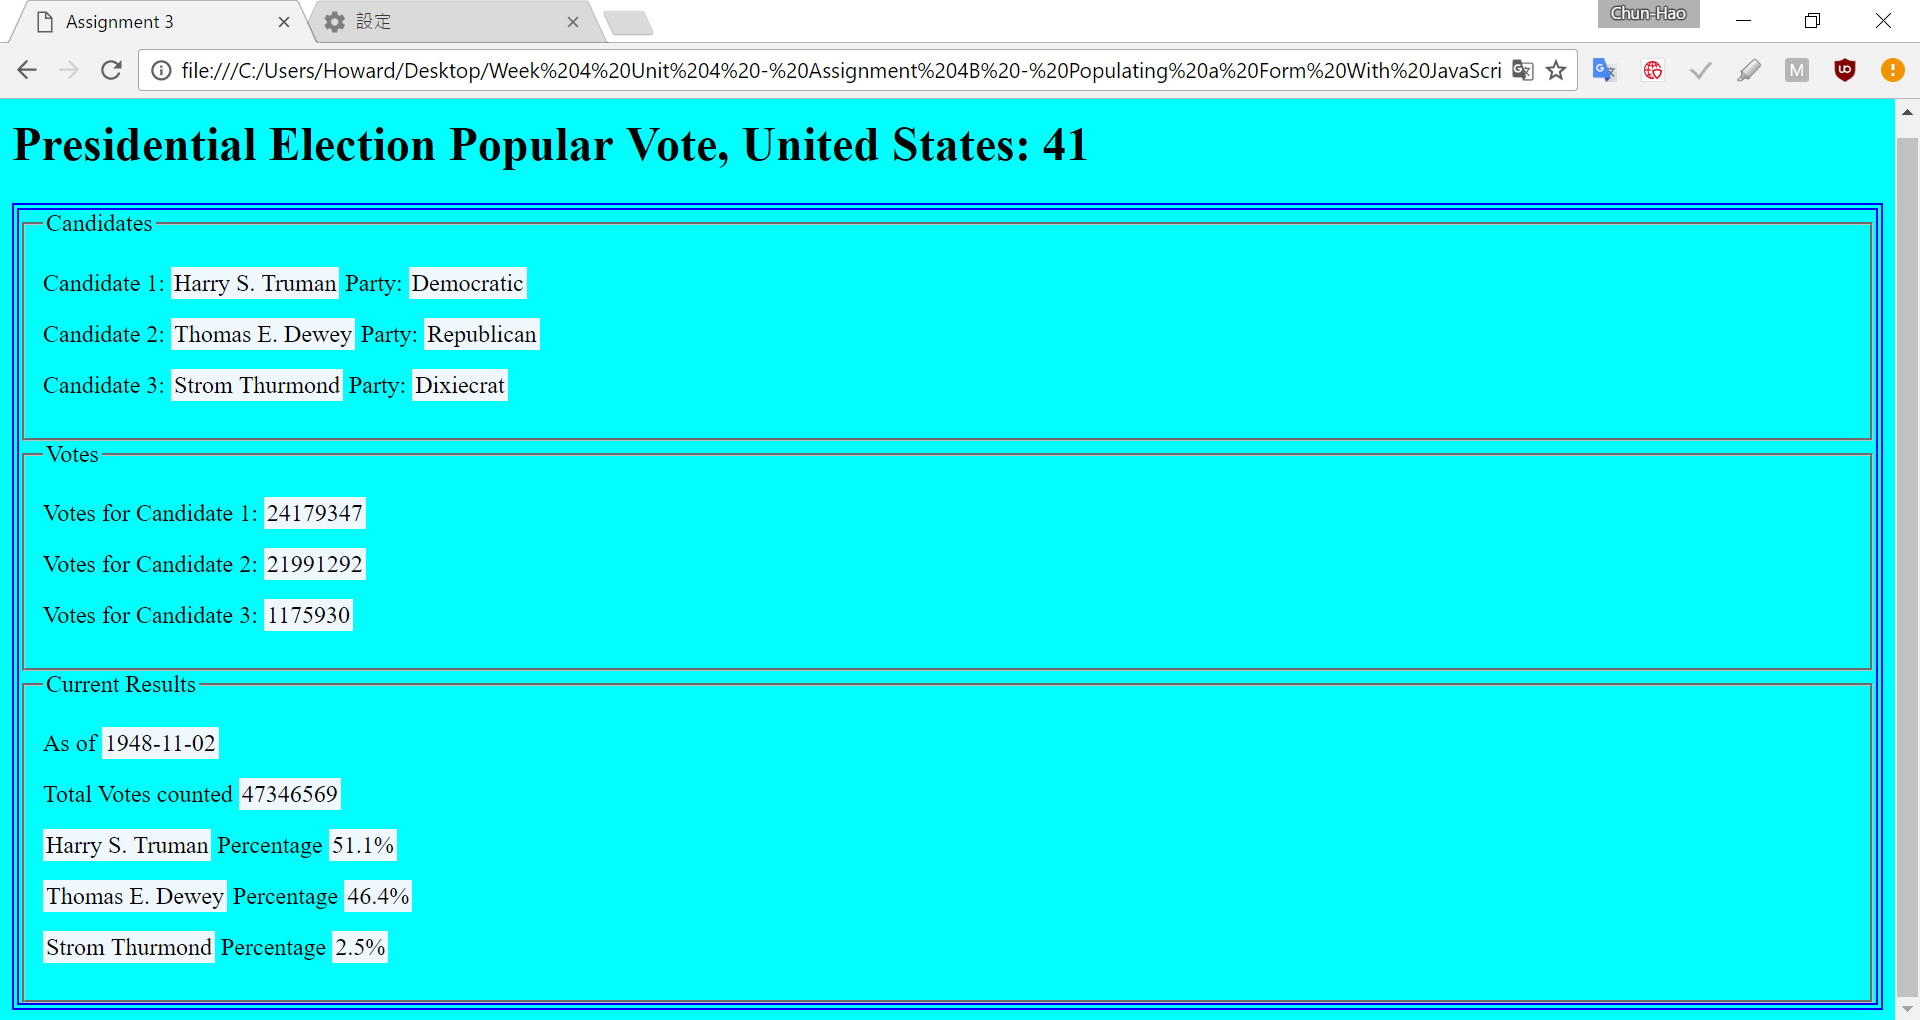 Assignment 3
設定
Chun-Hao
file:///C:/Users/Howard/Desktop/Week%204%20Unit%204%20-%20Assignment%204B%20-%20Populating%20a%20Form%20With%20JavaScri
M
Presidential Election Popular Vote, United States: 41
Candidates
Candidate 1: Harry S. Truman Party: Democratic
Candidate 2: Thomas E. Dewey Party: Republican
Candidate 3: Strom Thurmond Party: Dixiecrat
Votes
Votes for Candidate 1: 24179347
Votes for Candidate 2: 21991292
Votes for Candidate 3: 1175930
Current Results
As of 1948-11-02
Total Votes counted 47346569
Harry S. Truman Percentage 51.1%
Thomas E. Dewey Percentage 46.4%
Strom Thurmond Percentage 2.5%